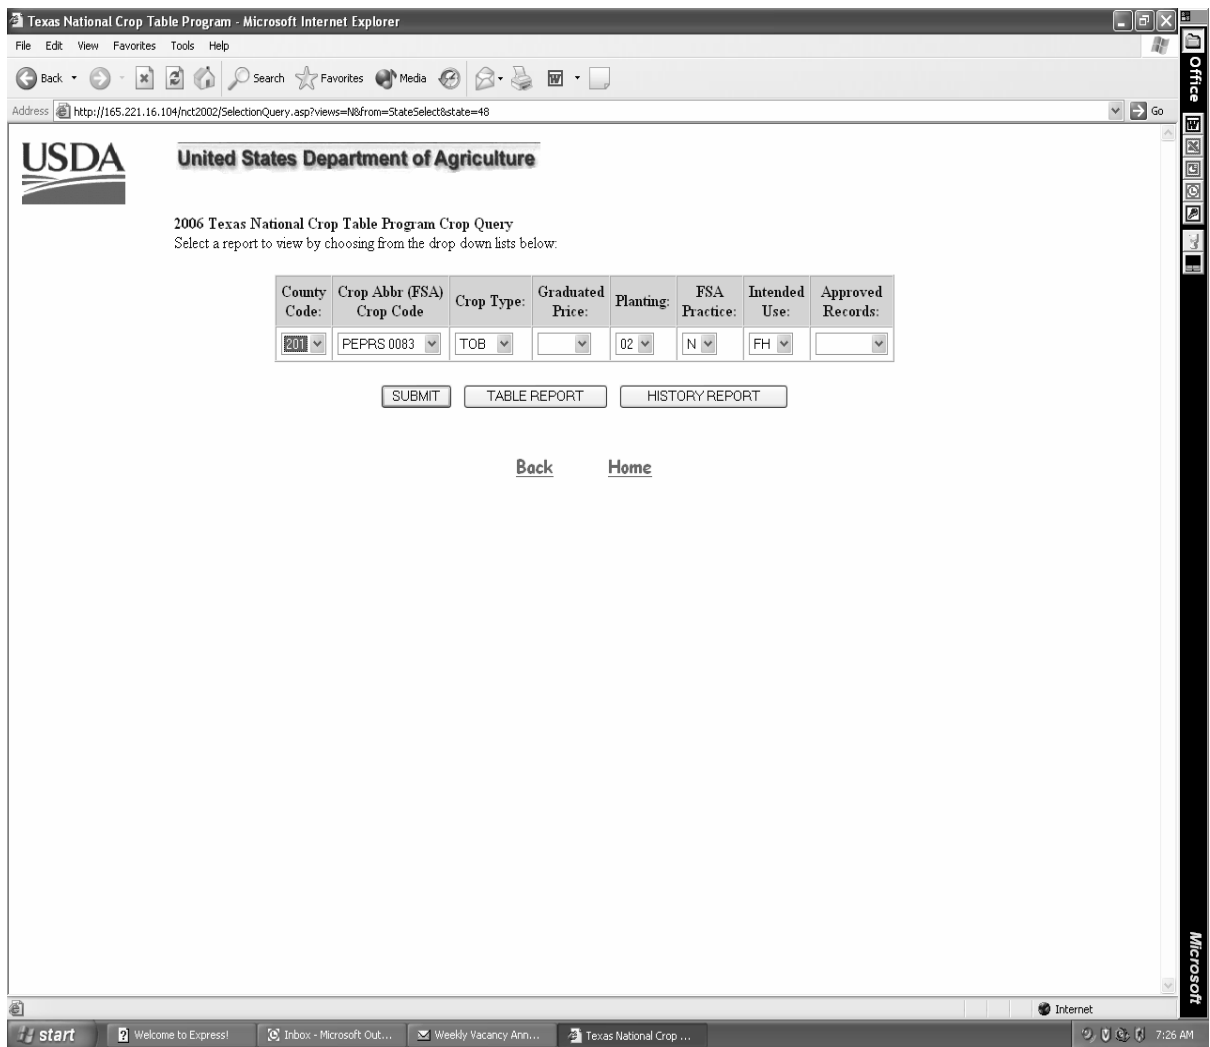 Texas National Crop Table Program - Microsoft Internet Explorer
File Edit View Favorites Tools Help
Back Search Favorites Media
Address http://165.221.16.104/nct2002/SelectionQuery.asp?views=N&from=StateSelect&state=48 Go
USDA
United States Department of Agriculture
2006 Texas National Crop Table Program Crop Query
Select a report to view by choosing from the drop down lists below:
County Code: Crop Abbr (FSA) Crop Code Crop Type: Graduated Price: Planting: FSA Practice: Intended Use: Approved Records:
201 PEPRS 0083 TOB 02 N FH
SUBMIT TABLE REPORT HISTORY REPORT
Back Home
Office
Microsoft
Internet
start Welcome to Express! Inbox - Microsoft Out... Weekly Vacancy Ann... Texas National Crop ... 7:26 AM